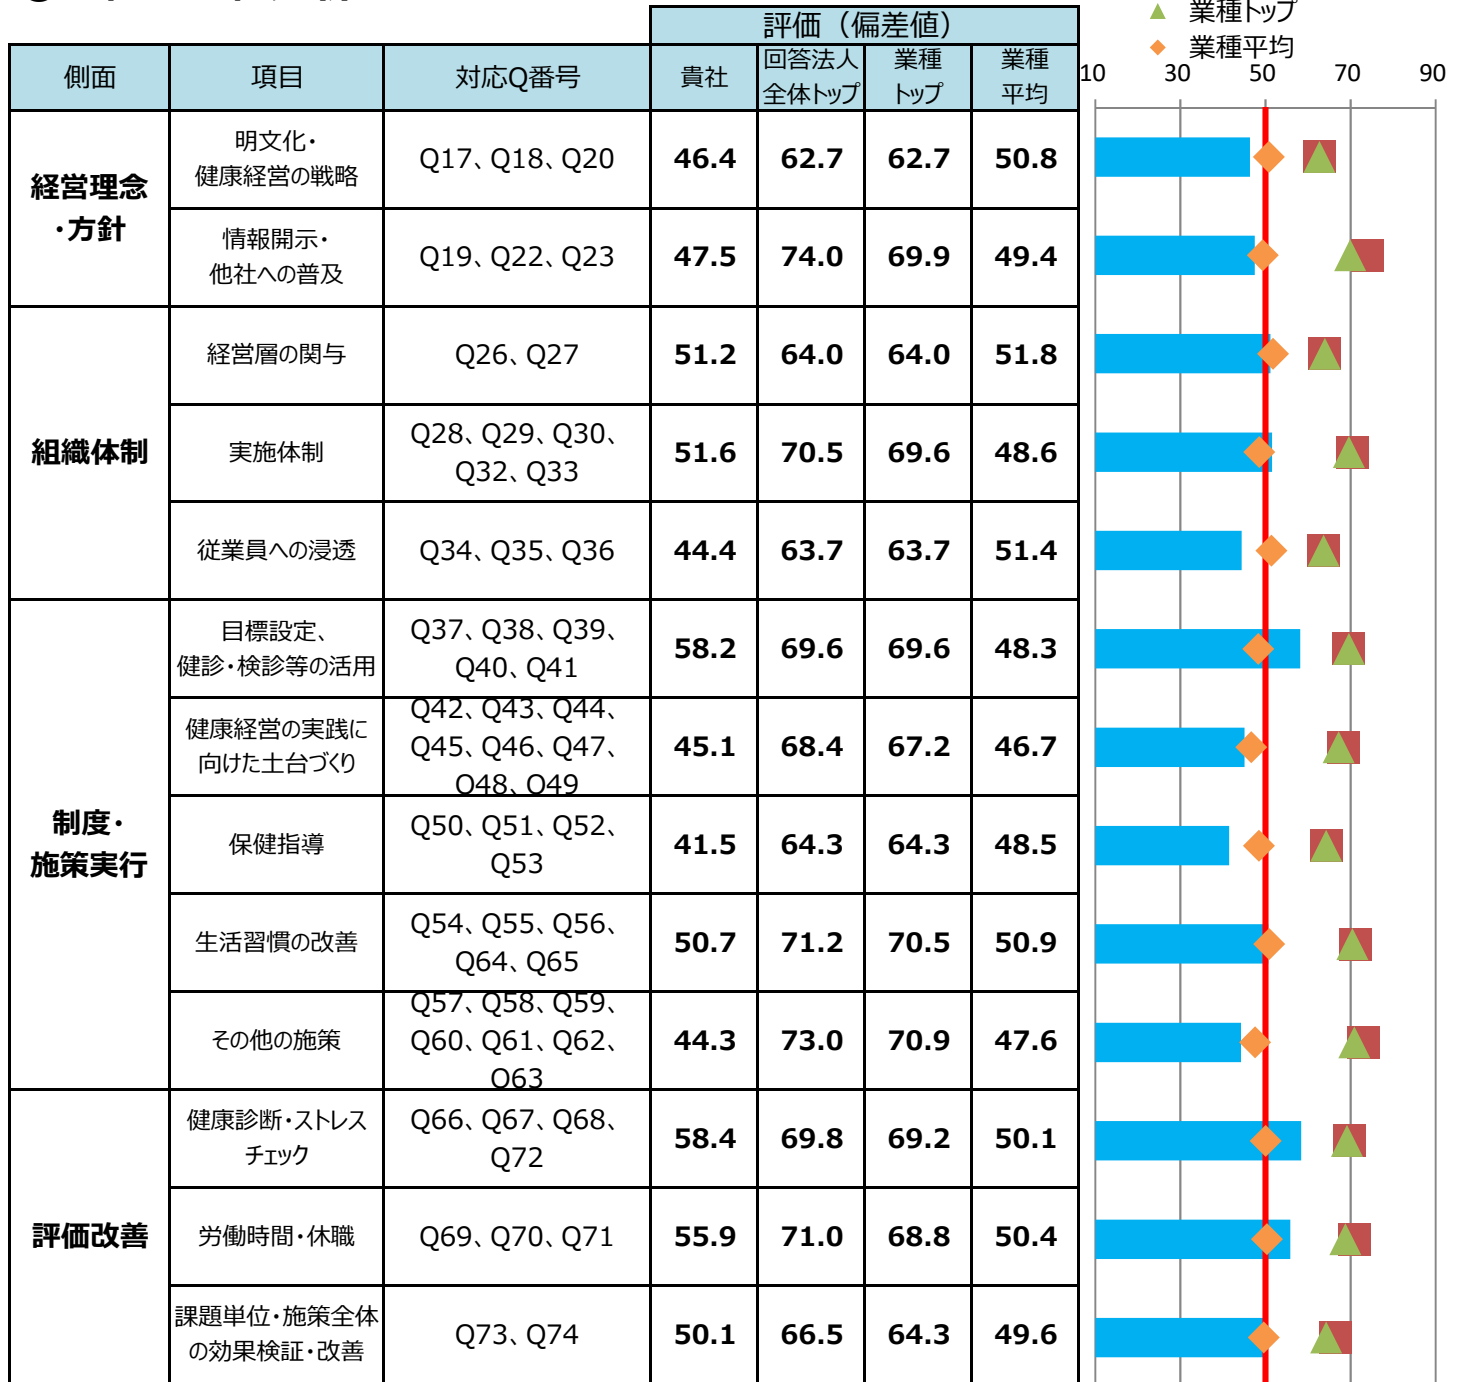 ▲ 業種トップ
◆ 業種平均
評価（偏差値）
側面 項目 対応Q番号 貴社 回答法人 業種 業種
全体トップ トップ 平均
10 30 50 70 90
経営理念
・方針
明文化・
健康経営の戦略
Q17、Q18、Q20 46.4 62.7 62.7 50.8
情報開示・
他社への普及
Q19、Q22、Q23 47.5 74.0 69.9 49.4
組織体制
経営層の関与 Q26、Q27 51.2 64.0 64.0 51.8
実施体制
Q28、Q29、Q30、
Q32、Q33
51.6 70.5 69.6 48.6
従業員への浸透 Q34、Q35、Q36 44.4 63.7 63.7 51.4
制度・
施策実行
目標設定、
健診・検診等の活用
Q37、Q38、Q39、
Q40、Q41
58.2 69.6 69.6 48.3
健康経営の実践に
向けた土台づくり
Q42、Q43、Q44、
Q45、Q46、Q47、
Q48、Q49
45.1 68.4 67.2 46.7
保健指導
Q50、Q51、Q52、
Q53
41.5 64.3 64.3 48.5
生活習慣の改善
Q54、Q55、Q56、
Q64、Q65
50.7 71.2 70.5 50.9
その他の施策
Q57、Q58、Q59、
Q60、Q61、Q62、
Q63
44.3 73.0 70.9 47.6
評価改善
健康診断・ストレス
チェック
Q66、Q67、Q68、
Q72
58.4 69.8 69.2 50.1
労働時間・休職 Q69、Q70、Q71 55.9 71.0 68.8 50.4
課題単位・施策全体
の効果検証・改善
Q73、Q74 50.1 66.5 64.3 49.6